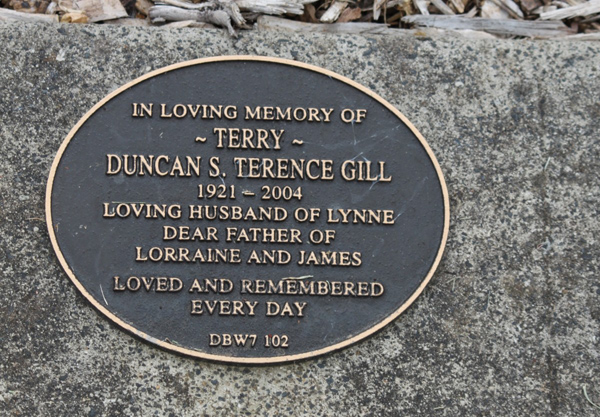 IN LOVING MEMORY OF
~ TERRY ~
DUNCAN S. TERENCE GILL
1921 - 2004
LOVING HUSBAND OF LYNNE
DEAR FATHER OF
LORRAINE AND JAMES
LOVED AND REMEMBERED
EVERY DAY
DBW7 102